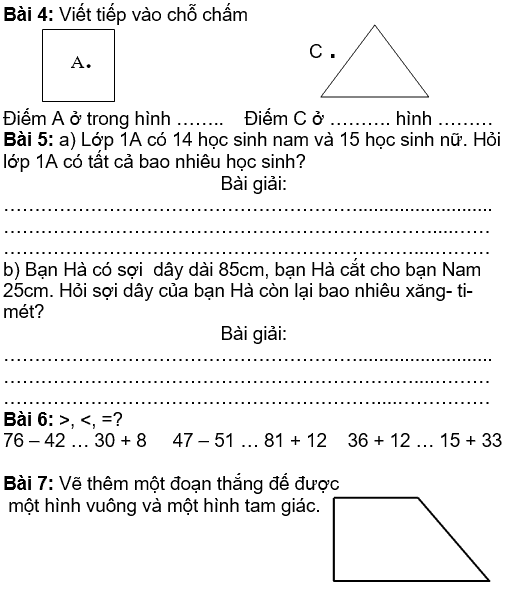 Bài 4: Viết tiếp vào chỗ chấm
A.
C .
Điểm A ở trong hình …….. Điểm C ở ………. hình ………
Bài 5: a) Lớp 1A có 14 học sinh nam và 15 học sinh nữ. Hỏi
lớp 1A có tất cả bao nhiêu học sinh?
Bài giải:
…………………………………………………..........................
……………………………………………………………....……
……………………………………………………………..………
b) Bạn Hà có sợi dây dài 85cm, bạn Hà cắt cho bạn Nam
25cm. Hỏi sợi dây của bạn Hà còn lại bao nhiêu xăng- ti-
mét?
Bài giải:
…………………………………………………..........................
…………………………………………………………...………
………………………………………………………....……………
Bài 6: >, <, =?
76 – 42 … 30 + 8 47 – 51 … 81 + 12 36 + 12 … 15 + 33
Bài 7: Vẽ thêm một đoạn thẳng để được
một hình vuông và một hình tam giác.